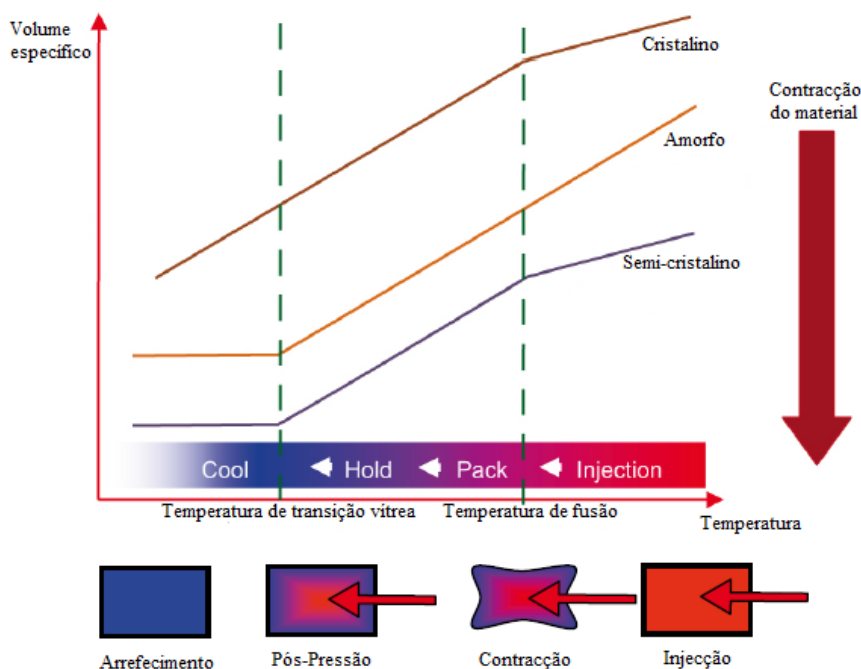 Volume
específico
Cristalino
Contracção
do material
Amorfo
Semi-cristalino
Cool
Hold
Pack
Injection
Temperatura de transição vítrea
Temperatura de fusão
Temperatura
Arrefecimento
Pós-Pressão
Contracção
Injecção